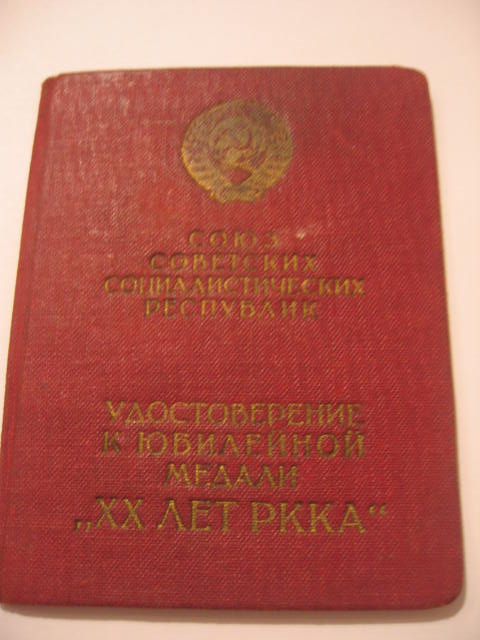 СОЮЗ
СОВЕТСКИХ
СОЦИАЛИСТИЧЕСКИХ
РЕСПУБЛИК
УДОСТОВЕРЕНИЕ
К ЮБИЛЕЙНОЙ
МЕДАЛИ
„XX ЛЕТ РККА“